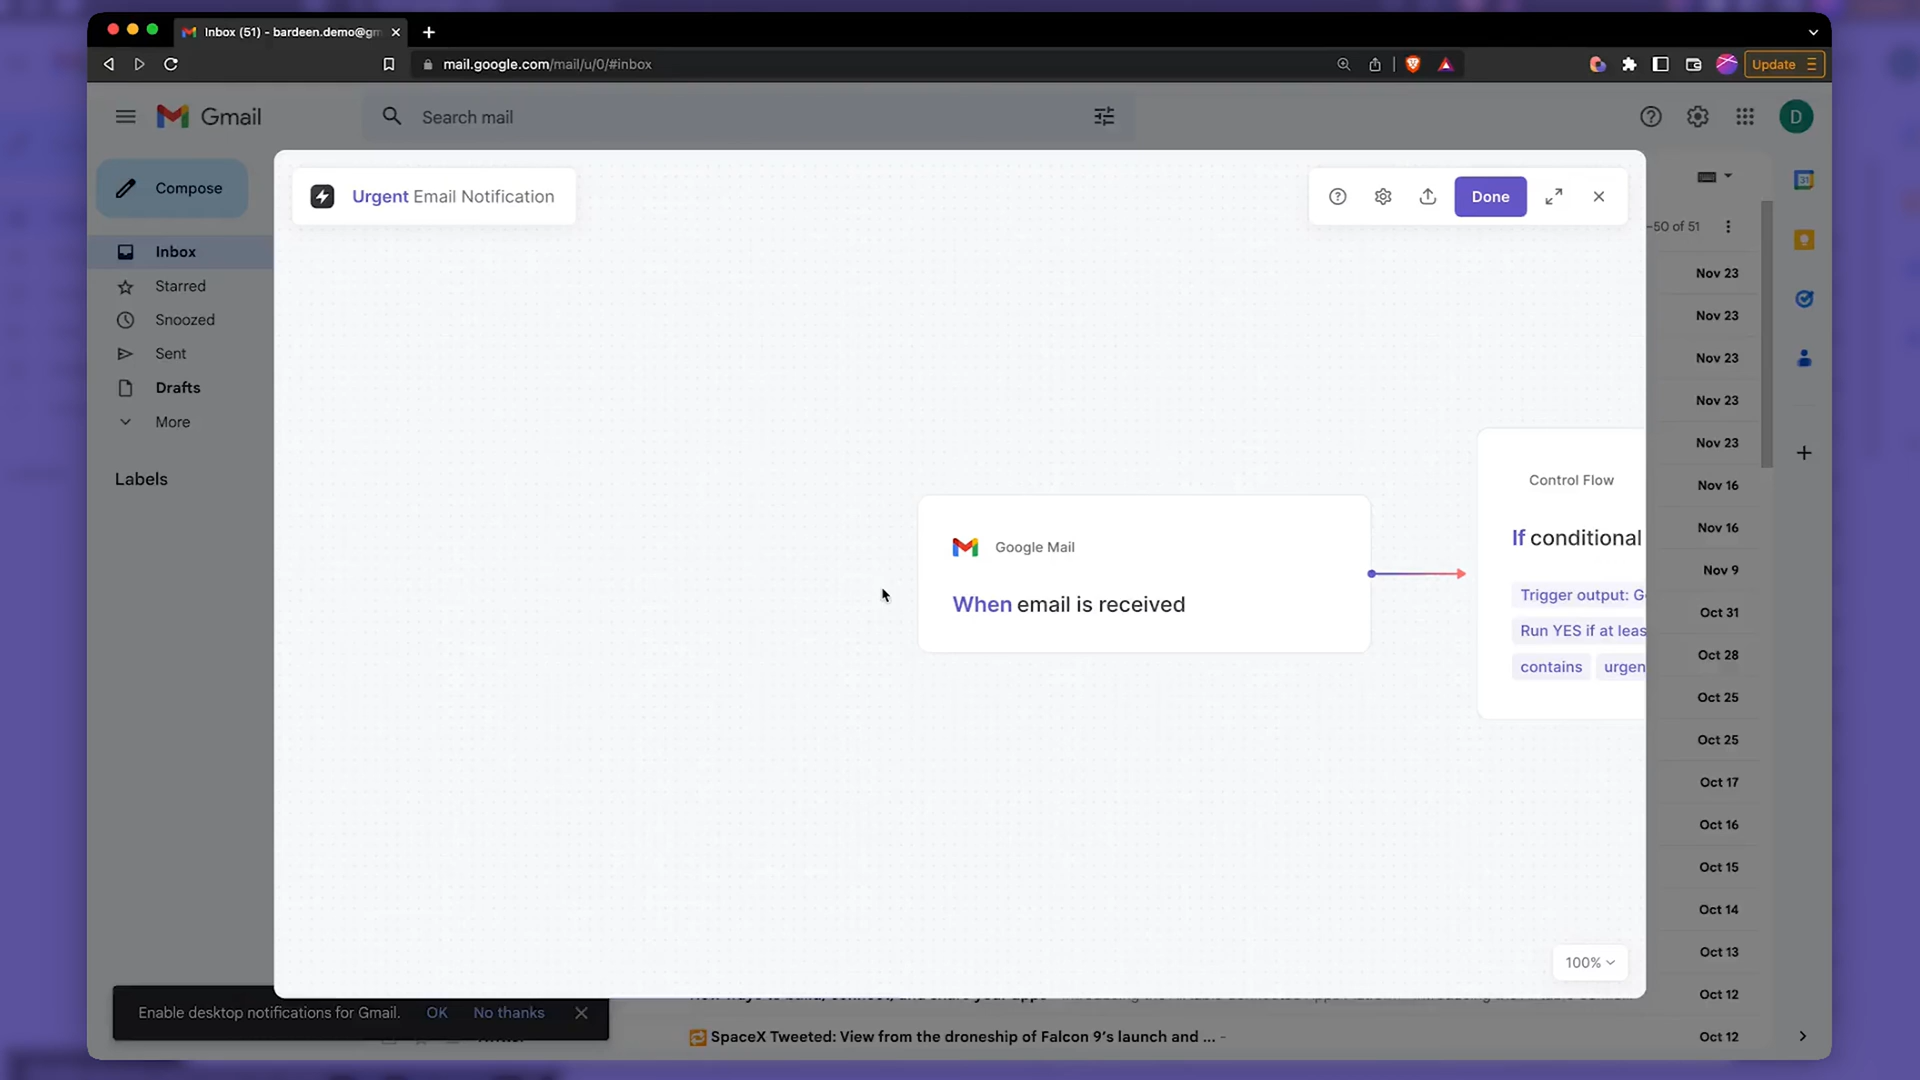 Inbox (51) - bardeen.demo@gm
mail.google.com/mail/u/0/#inbox
Update
Gmail
Search mail
D
Compose
Urgent Email Notification
Done
Inbox
Starred
Snoozed
Sent
Drafts
More
Labels
-50 of 51
31
Nov 23
Nov 23
Nov 23
Nov 23
Nov 23
Nov 16
Nov 16
Nov 9
Oct 31
Oct 28
Oct 25
Oct 25
Oct 17
Oct 16
Oct 15
Oct 14
Oct 13
Oct 12
Oct 12
Google Mail
When email is received
Control Flow
If conditional
Trigger output: G
Run YES if at leas
contains urgen
100%
Enable desktop notifications for Gmail. OK No thanks
SpaceX Tweeted: View from the droneship of Falcon 9's launch and ... -